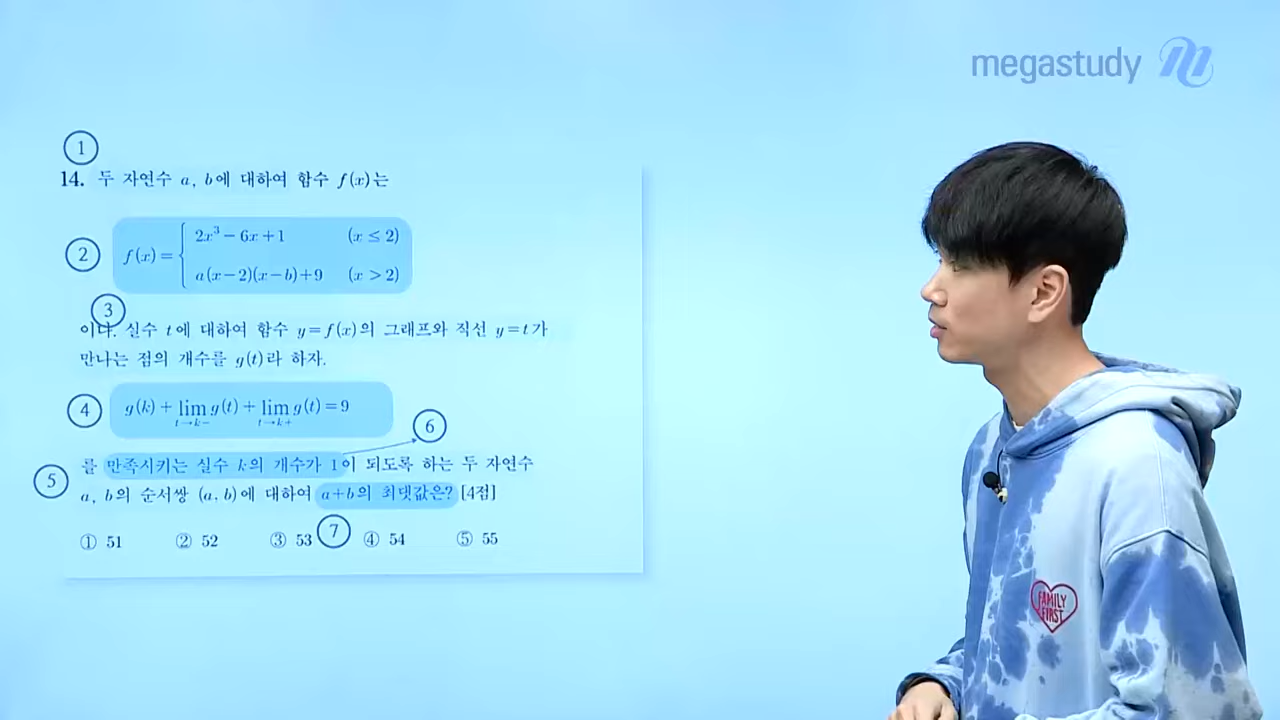 megastudy
①
14. 두 자연수 a, b에 대하여 함수 f(x)는
②
f(x) = { 2x³ − 6x + 1 (x ≤ 2)
a(x−2)(x−b)+9 (x > 2)
③
이다. 실수 t에 대하여 함수 y=f(x)의 그래프와 직선 y=t가
만나는 점의 개수를 g(t)라 하자.
④
g(k) + lim g(t) + lim g(t) = 9
t→k− t→k+
⑥
를 만족시키는 실수 k의 개수가 1이 되도록 하는 두 자연수
⑤
a, b의 순서쌍 (a, b)에 대하여 a+b의 최댓값은? [4점]
⑦
① 51 ② 52 ③ 53 ④ 54 ⑤ 55
FAMILY
FIRST